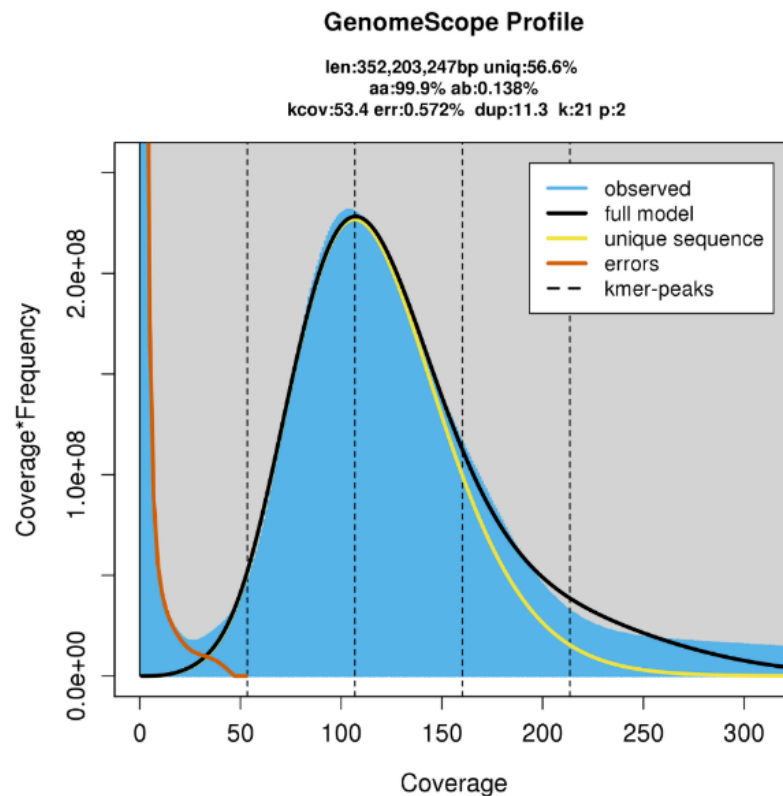 GenomeScope Profile
len:352,203,247bp uniq:56.6%
aa:99.9% ab:0.138%
kcov:53.4 err:0.572% dup:11.3 k:21 p:2
observed
full model
unique sequence
errors
kmer-peaks
Coverage*Frequency
2.0e+08
1.0e+08
0.0e+00
0 50 100 150 200 250 300
Coverage